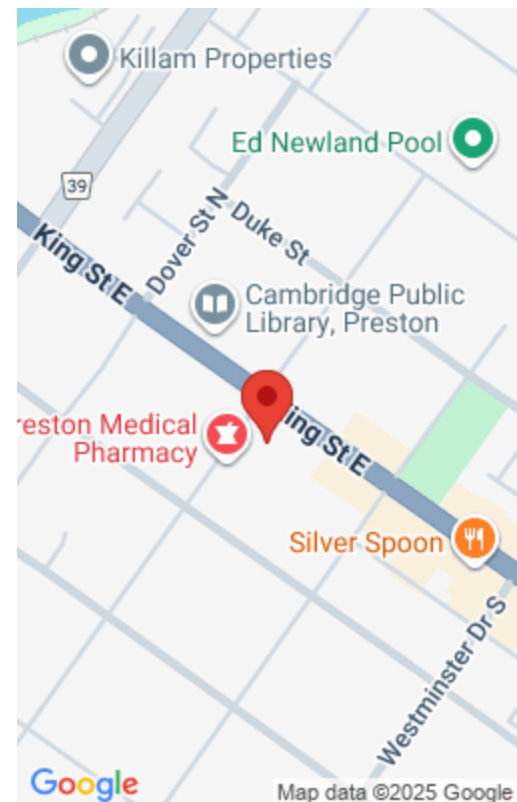 Killam Properties
Ed Newland Pool
39
King St E
Dover St N
Duke St
Cambridge Public
Library, Preston
reston Medical
Pharmacy
ing St E
Silver Spoon
Westminster Dr S
Google
Map data ©2025 Google